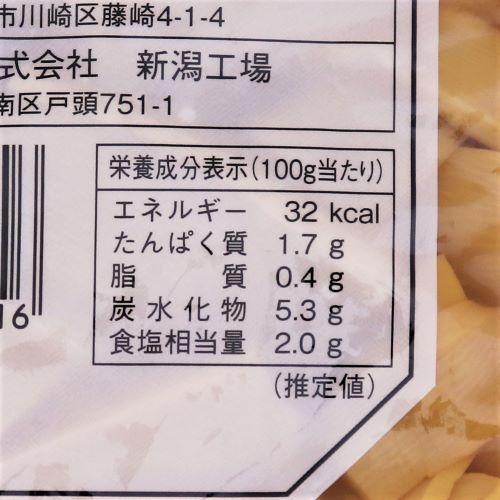 市川崎区藤崎4-1-4
式会社 新潟工場
南区戸頭751-1
栄養成分表示(100g当たり)
エネルギー 32 kcal
たんぱく質 1.7 g
脂質 0.4 g
炭水化物 5.3 g
食塩相当量 2.0 g
(推定値)
16